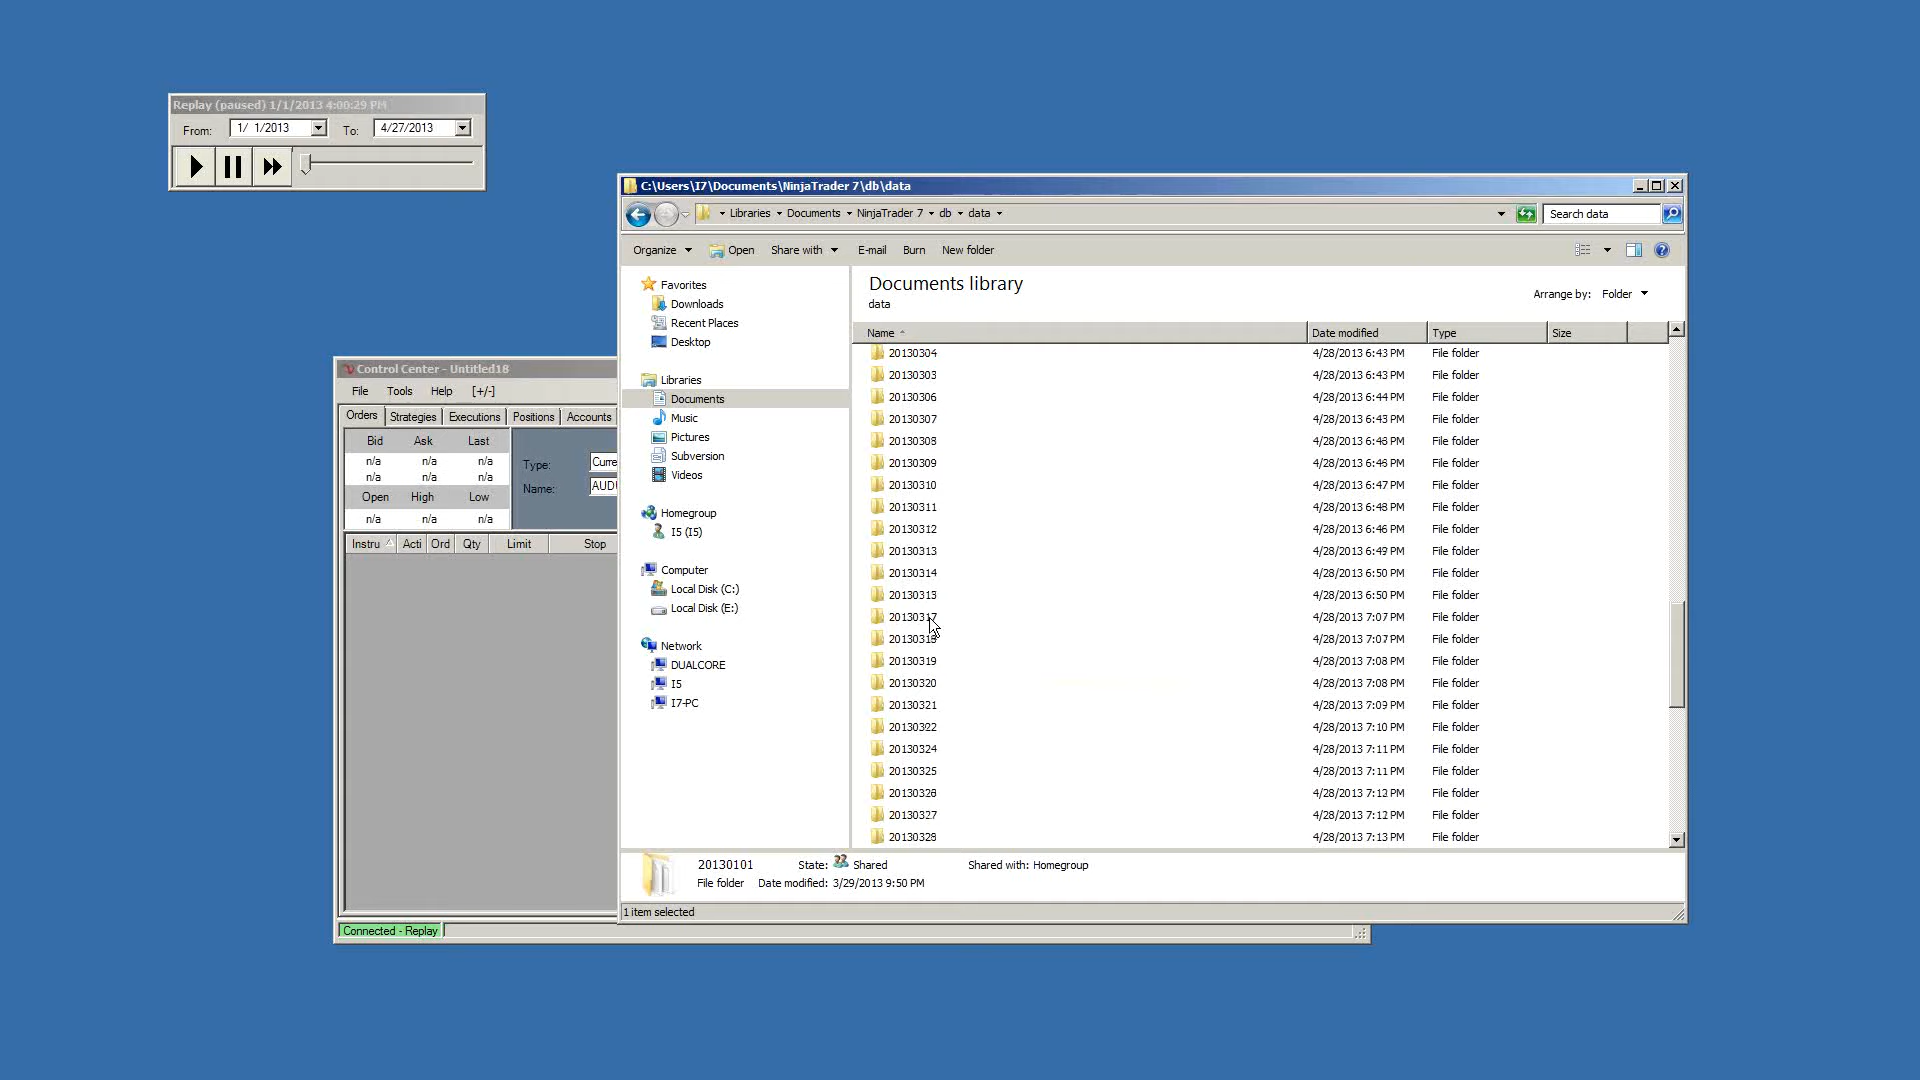 Replay (paused) 1/1/2013 4:00:29 PM
From: 1/ 1/2013 To: 4/27/2013
C:\Users\I7\Documents\NinjaTrader 7\db\data
Libraries Documents NinjaTrader 7 db data
Search data
Organize Open Share with E-mail Burn New folder
Favorites
Downloads
Recent Places
Desktop
Libraries
Documents
Music
Pictures
Subversion
Videos
Homegroup
I5 (I5)
Computer
Local Disk (C:)
Local Disk (E:)
Network
DUALCORE
I5
I7-PC
Documents library
data
Arrange by: Folder
Name Date modified Type Size
20130304 4/28/2013 6:43 PM File folder
20130303 4/28/2013 6:43 PM File folder
20130306 4/28/2013 6:44 PM File folder
20130307 4/28/2013 6:43 PM File folder
20130308 4/28/2013 6:48 PM File folder
20130309 4/28/2013 6:46 PM File folder
20130310 4/28/2013 6:47 PM File folder
20130311 4/28/2013 6:48 PM File folder
20130312 4/28/2013 6:46 PM File folder
20130313 4/28/2013 6:49 PM File folder
20130314 4/28/2013 6:50 PM File folder
20130313 4/28/2013 6:50 PM File folder
20130317 4/28/2013 7:07 PM File folder
4/28/2013 7:07 PM File folder
20130319 4/28/2013 7:08 PM File folder
20130320 4/28/2013 7:08 PM File folder
20130321 4/28/2013 7:09 PM File folder
20130322 4/28/2013 7:10 PM File folder
20130324 4/28/2013 7:11 PM File folder
20130325 4/28/2013 7:11 PM File folder
20130326 4/28/2013 7:12 PM File folder
20130327 4/28/2013 7:12 PM File folder
20130328 4/28/2013 7:13 PM File folder
20130101 State: Shared Shared with: Homegroup
File folder Date modified: 3/29/2013 9:50 PM
1 item selected
Control Center - Untitled18
File Tools Help [+/-]
Orders Strategies Executions Positions Accounts
Bid Ask Last
n/a n/a n/a
n/a n/a n/a
Open High Low
n/a n/a n/a
Type: Curre
Name: AUDU
Instru Acti Ord Qty Limit Stop
Connected - Replay